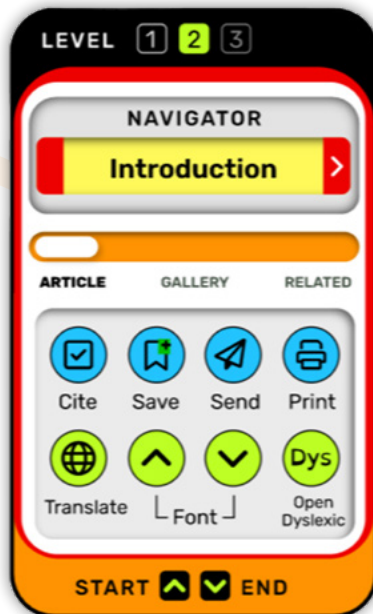 LEVEL 1 2 3
NAVIGATOR
Introduction
ARTICLE GALLERY RELATED
Cite Save Send Print
Dys
Translate Font Open
Dyslexic
START END